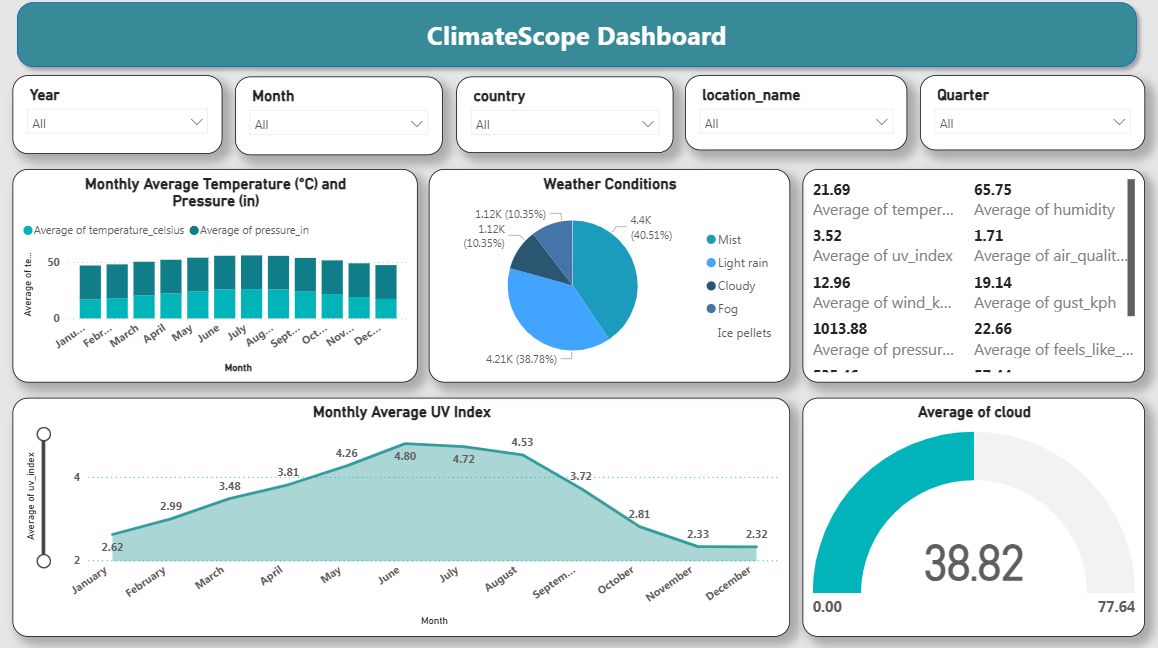 ClimateScope Dashboard
Year
All
Month
All
country
All
location_name
All
Quarter
All
Monthly Average Temperature (°C) and
Pressure (in)
Average of temperature_celsius Average of pressure_in
Average of te...
50
0
Janu... Febr... March April May June July Aug... Sept... Oct... Nov... Dec...
Month
Weather Conditions
1.12K (10.35%)
1.12K
(10.35%)
4.4K
(40.51%)
4.21K (38.78%)
Mist
Light rain
Cloudy
Fog
Ice pellets
21.69 65.75
Average of temper... Average of humidity
3.52 1.71
Average of uv_index Average of air_qualit...
12.96 19.14
Average of wind_k... Average of gust_kph
1013.88 22.66
Average of pressur... Average of feels_like_...
Monthly Average UV Index
Average of uv_index
4
2
2.62 2.99 3.48 3.81 4.26 4.80 4.72 4.53 3.72 2.81 2.33 2.32
January February March April May June July August Septem... October November December
Month
Average of cloud
38.82
0.00 77.64